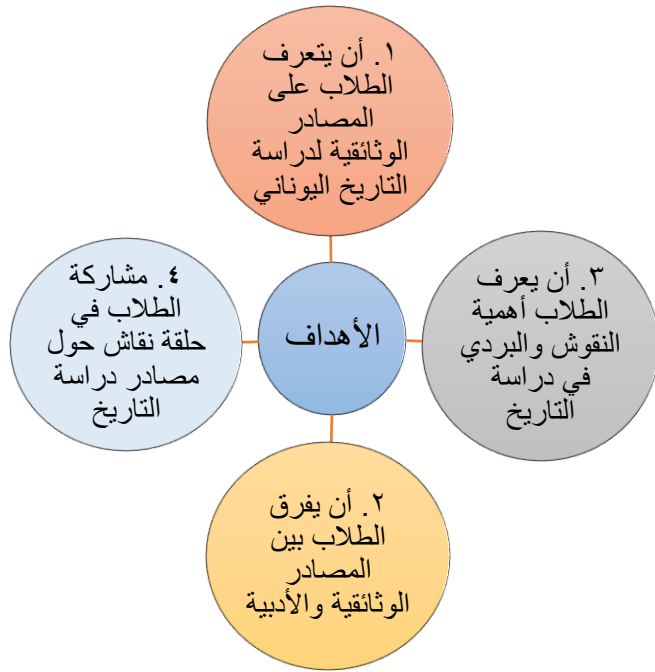 ١. أن يتعرف
الطلاب على
المصادر
الوثائقية لدراسة
التاريخ اليوناني
٣. أن يعرف
الطلاب أهمية
النقوش والبردي
في دراسة
التاريخ
الأهداف
٤. مشاركة
الطلاب في
حلقة نقاش حول
مصادر دراسة
التاريخ
٢. أن يفرق
الطلاب بين
المصادر
الوثائقية والأدبية